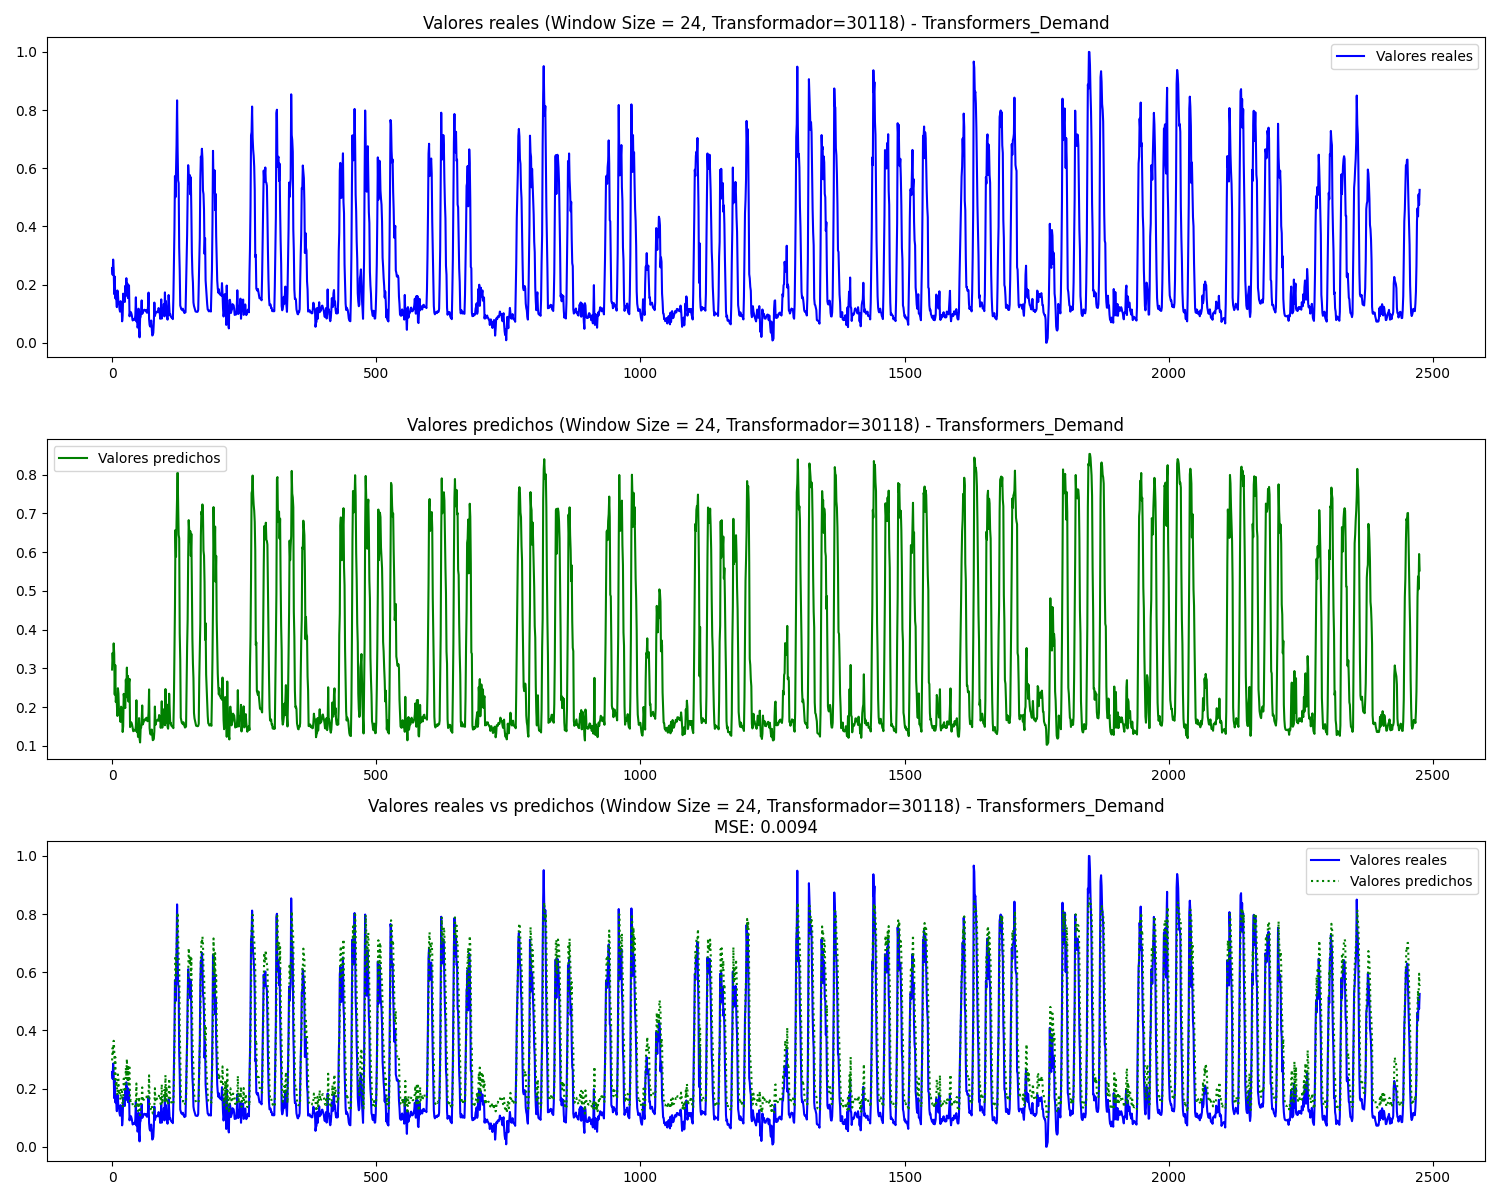 Valores reales (Window Size = 24, Transformador=30118) - Transformers_Demand
Valores reales
1.0
0.8
0.6
0.4
0.2
0.0
0 500 1000 1500 2000 2500
Valores predichos (Window Size = 24, Transformador=30118) - Transformers_Demand
Valores predichos
0.8
0.7
0.6
0.5
0.4
0.3
0.2
0.1
0 500 1000 1500 2000 2500
Valores reales vs predichos (Window Size = 24, Transformador=30118) - Transformers_Demand
MSE: 0.0094
Valores reales
Valores predichos
1.0
0.8
0.6
0.4
0.2
0.0
0 500 1000 1500 2000 2500